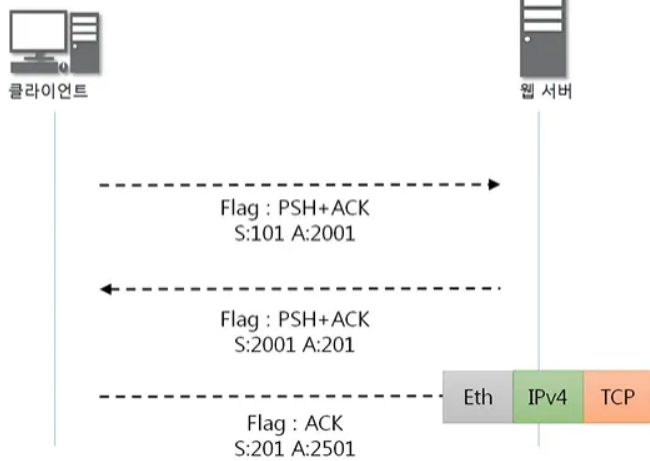 클라이언트
웹 서버
Flag : PSH+ACK
S:101 A:2001
Flag : PSH+ACK
S:2001 A:201
Eth IPv4 TCP
Flag : ACK
S:201 A:2501